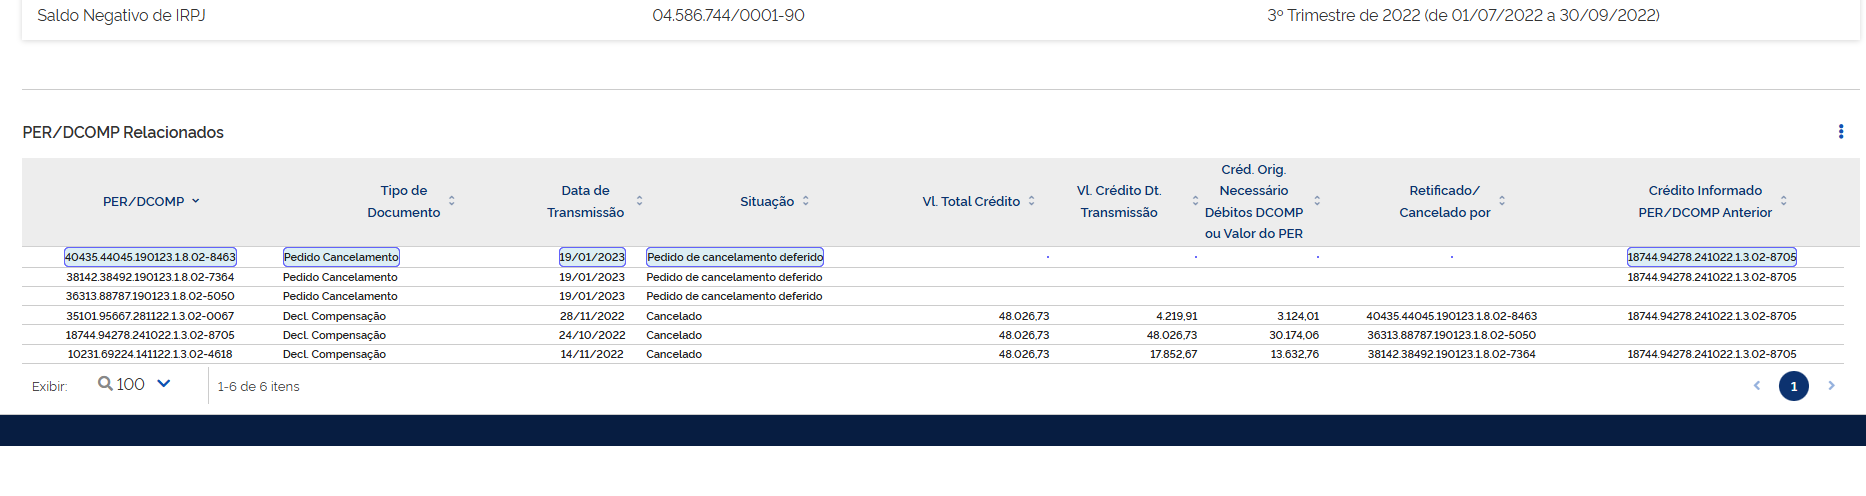 Saldo Negativo de IRPJ 04.586.744/0001-90 3º Trimestre de 2022 (de 01/07/2022 a 30/09/2022)
PER/DCOMP Relacionados
PER/DCOMP Tipo de Documento Data de Transmissão Situação Vl. Total Crédito Vl. Crédito Dt. Transmissão Créd. Orig. Necessário Débitos DCOMP ou Valor do PER Retificado/ Cancelado por Crédito Informado PER/DCOMP Anterior
40435.44045.190123.1.8.02-8463 Pedido Cancelamento 19/01/2023 Pedido de cancelamento deferido - - - - 18744.94278.241022.1.3.02-8705
38142.38492.190123.1.8.02-7364 Pedido Cancelamento 19/01/2023 Pedido de cancelamento deferido 18744.94278.241022.1.3.02-8705
36313.88787.190123.1.8.02-5050 Pedido Cancelamento 19/01/2023 Pedido de cancelamento deferido
35101.95667.281122.1.3.02-0067 Decl. Compensação 28/11/2022 Cancelado 48.026,73 4.219,91 3.124,01 40435.44045.190123.1.8.02-8463 18744.94278.241022.1.3.02-8705
18744.94278.241022.1.3.02-8705 Decl. Compensação 24/10/2022 Cancelado 48.026,73 48.026,73 30.174,06 36313.88787.190123.1.8.02-5050
10231.69224.141122.1.3.02-4618 Decl. Compensação 14/11/2022 Cancelado 48.026,73 17.852,67 13.632,76 38142.38492.190123.1.8.02-7364 18744.94278.241022.1.3.02-8705
Exibir: 100 1-6 de 6 itens 1